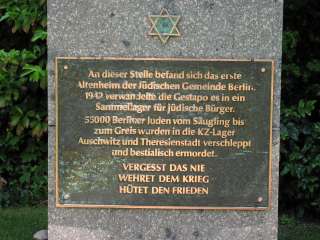 An dieser Stelle befand sich das erste
Altenheim der Jüdischen Gemeinde Berlin.
1942 verwandelte die Gestapo es in ein
Sammellager für jüdische Bürger.
55000 Berliner Juden vom Säugling bis
zum Greis wurden in die KZ-Lager
Auschwitz und Theresienstadt verschleppt
und bestialisch ermordet.
VERGESST DAS NIE
WEHRET DEM KRIEG
HÜTET DEN FRIEDEN